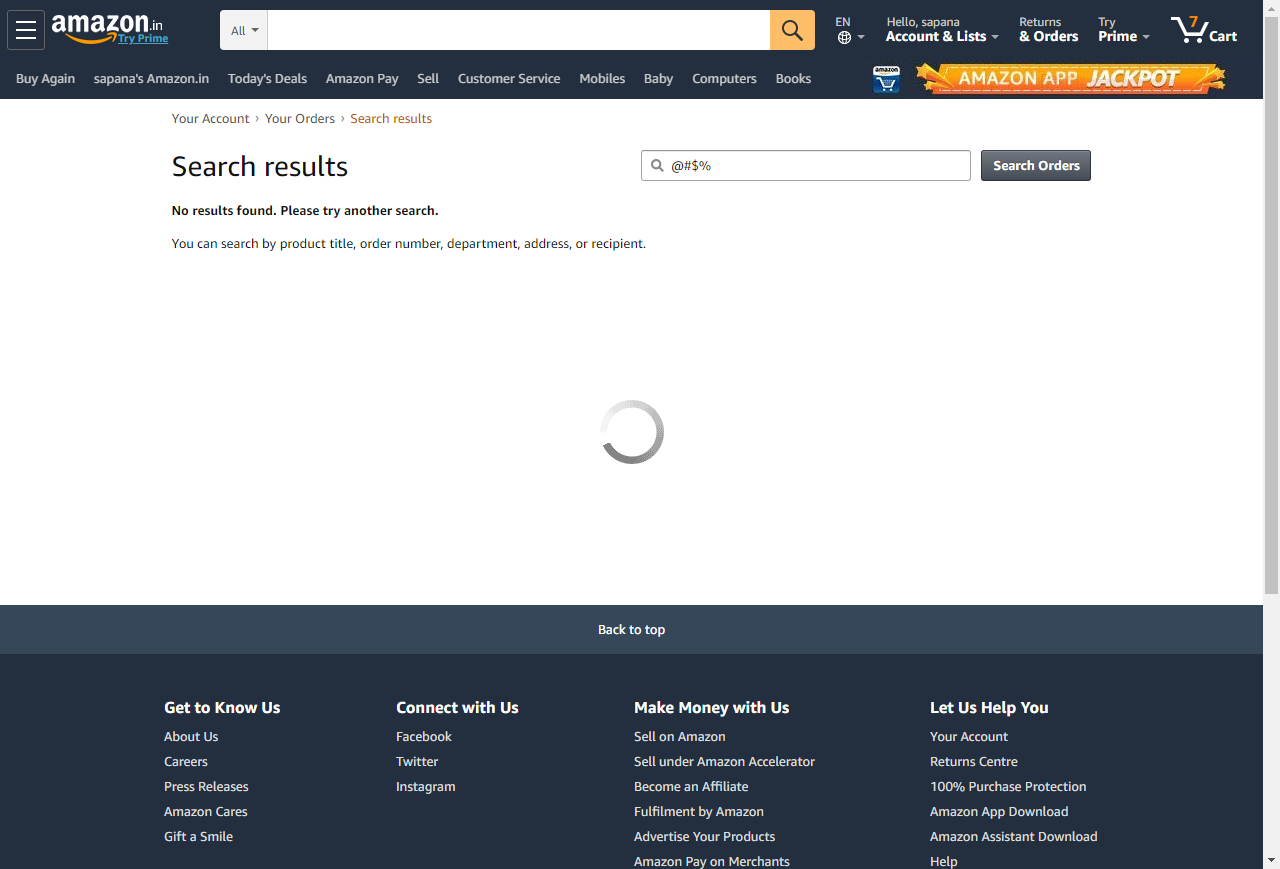 amazon.in
Try Prime
All
EN
Hello, sapana
Account & Lists
Returns
& Orders
Try
Prime
7
Cart
Buy Again
sapana's Amazon.in
Today's Deals
Amazon Pay
Sell
Customer Service
Mobiles
Baby
Computers
Books
amazon
AMAZON APP JACKPOT
Your Account › Your Orders › Search results
Search results
@#$%
Search Orders
No results found. Please try another search.
You can search by product title, order number, department, address, or recipient.
Back to top
Get to Know Us
About Us
Careers
Press Releases
Amazon Cares
Gift a Smile
Connect with Us
Facebook
Twitter
Instagram
Make Money with Us
Sell on Amazon
Sell under Amazon Accelerator
Become an Affiliate
Fulfilment by Amazon
Advertise Your Products
Amazon Pay on Merchants
Let Us Help You
Your Account
Returns Centre
100% Purchase Protection
Amazon App Download
Amazon Assistant Download
Help